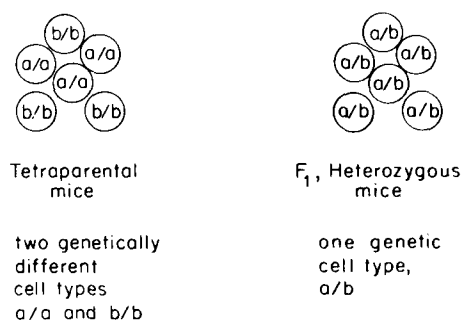 b/b
a/a
a/a
a/a
b/b
b/b
Tetraparental
mice
two genetically
different
cell types
a/a and b/b
a/b
a/b
a/b
a/b
a/b
a/b
F₁, Heterozygous
mice
one genetic
cell type,
a/b